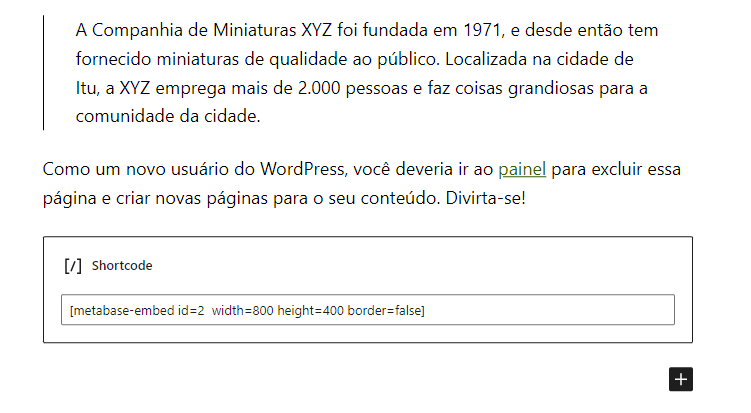 A Companhia de Miniaturas XYZ foi fundada em 1971, e desde então tem
fornecido miniaturas de qualidade ao público. Localizada na cidade de
Itu, a XYZ emprega mais de 2.000 pessoas e faz coisas grandiosas para a
comunidade da cidade.
Como um novo usuário do WordPress, você deveria ir ao painel para excluir essa
página e criar novas páginas para o seu conteúdo. Divirta-se!
[/] Shortcode
[metabase-embed id=2  width=800 height=400 border=false]